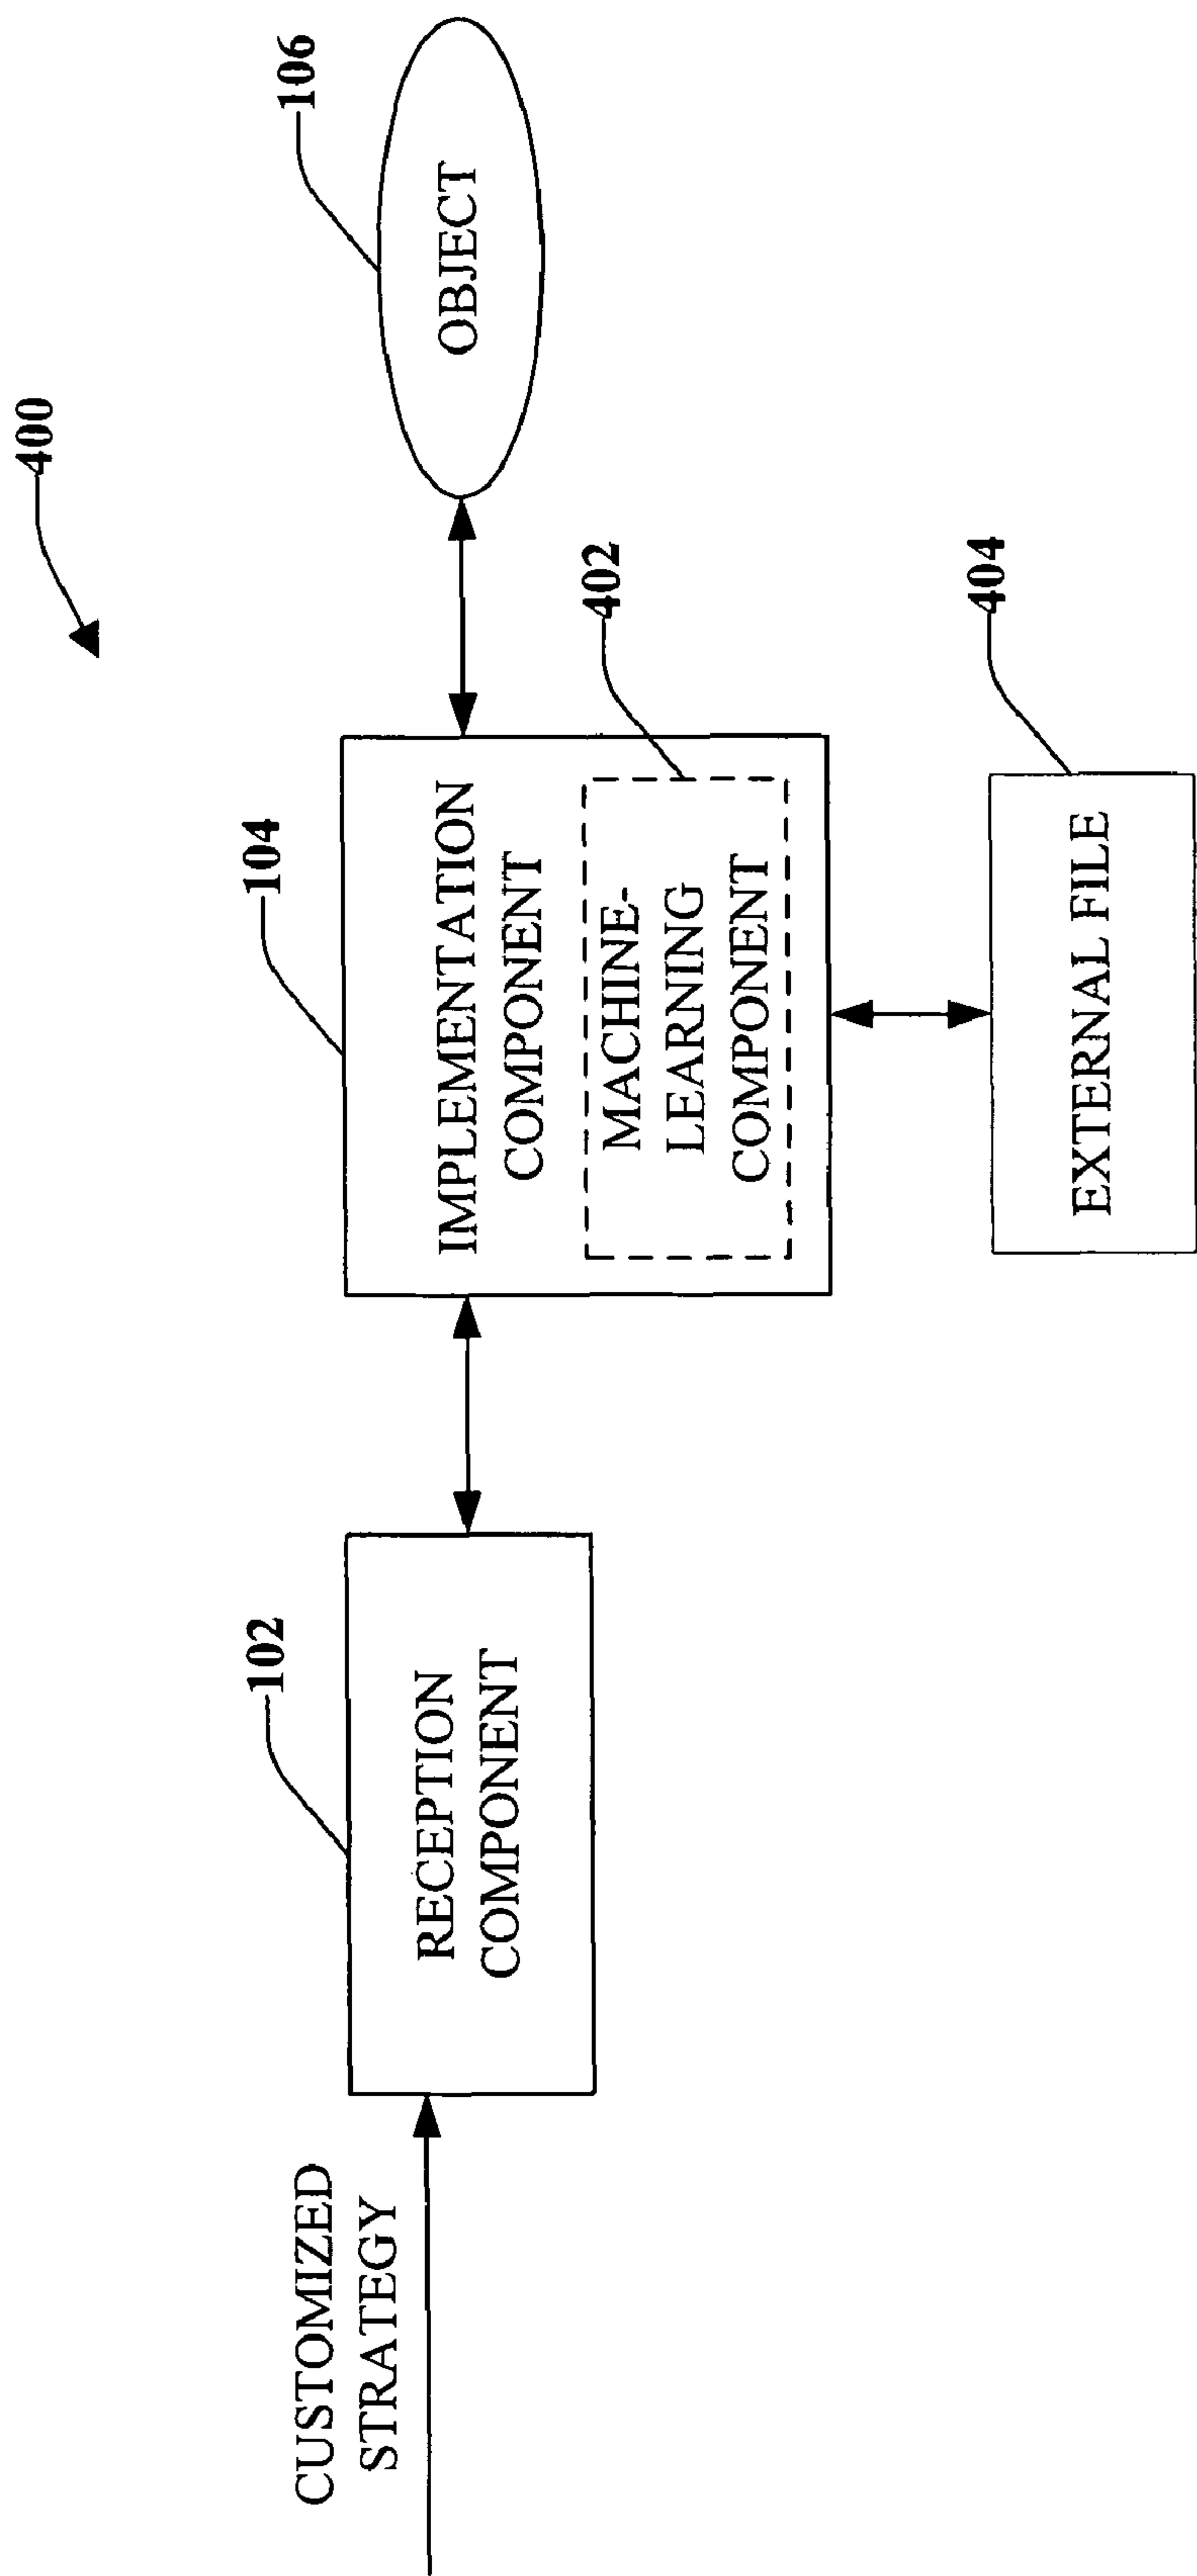 400
CUSTOMIZED
STRATEGY
102
RECEPTION
COMPONENT
104
IMPLEMENTATION
COMPONENT
402
MACHINE-
LEARNING
COMPONENT
106
OBJECT
404
EXTERNAL FILE